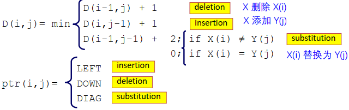 D(i-1,j) + 1 deletion X 删除 X(i)
D(i,j)= min D(i,j-1) + 1 insertion X 添加 Y(j)
D(i-1,j-1) + 2; if X(i) ≠ Y(j) substitution
0; if X(i) = Y(j) X(i)替换为 Y(j)
LEFT insertion
ptr(i,j)= DOWN deletion
DIAG substitution